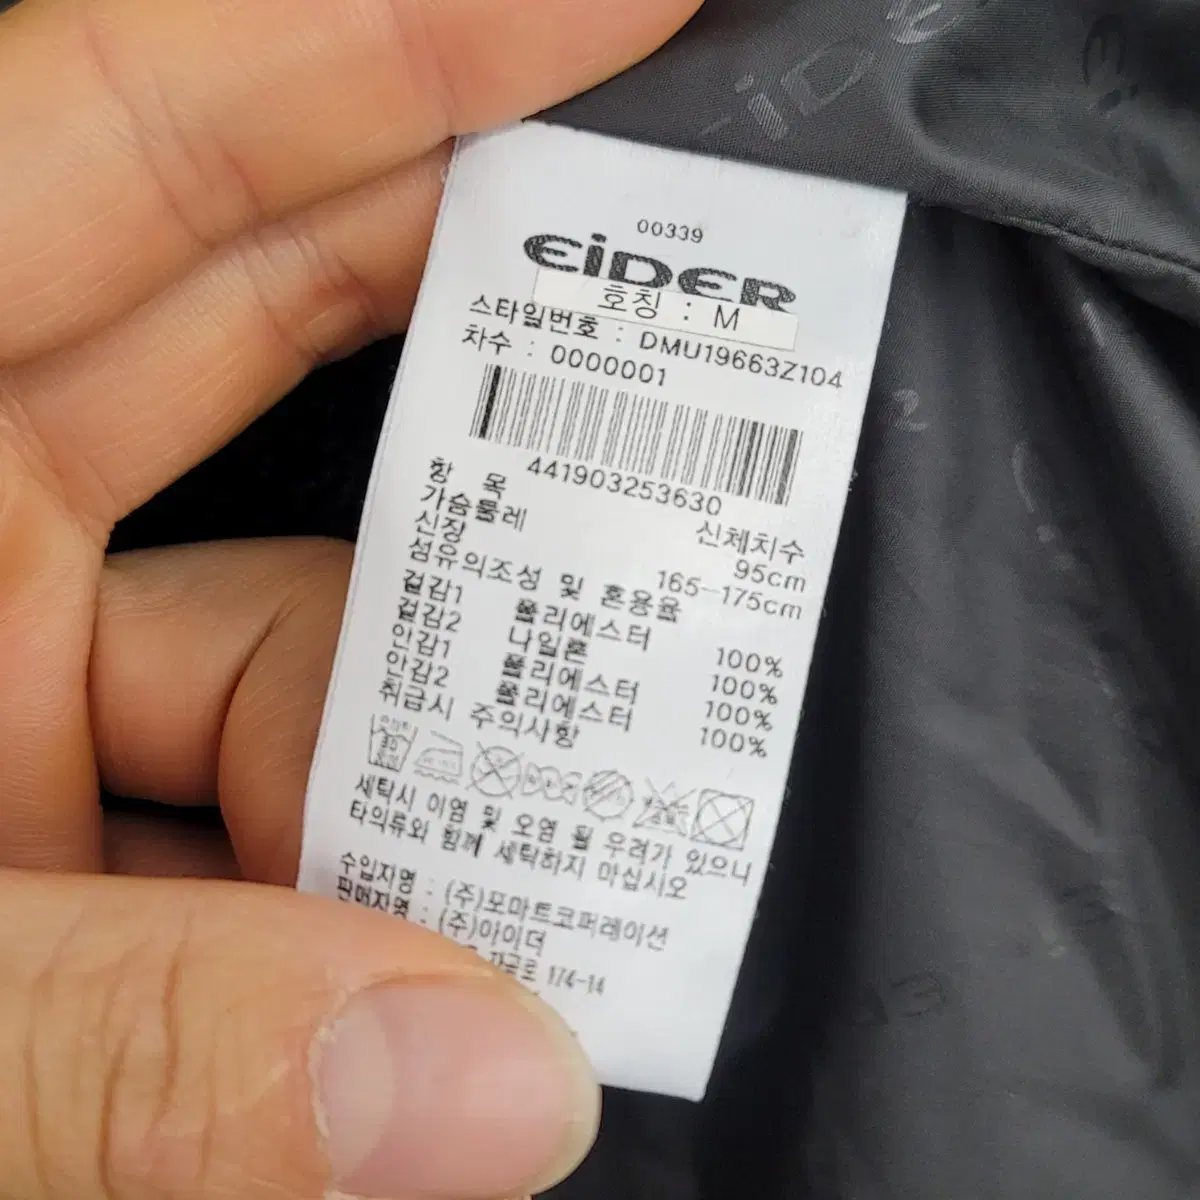 00339
EiDER
호칭 : M
스타일번호 : DMU19663Z104
차수 : 0000001
441903253630
항 목 신체치수
가슴둘레 95cm
신장 165-175cm
섬유의조성 및 혼용율
겉감1 폴리에스터 100%
겉감2 나일론 100%
안감1 폴리에스터 100%
안감2 폴리에스터 100%
취급시 주의사항
세탁시 이염 및 오염 될 우려가 있으니
타의류와 함께 세탁하지 마십시오
수입자명 : (주)포마트코퍼레이션
판매자명 : (주)아이더
174-14